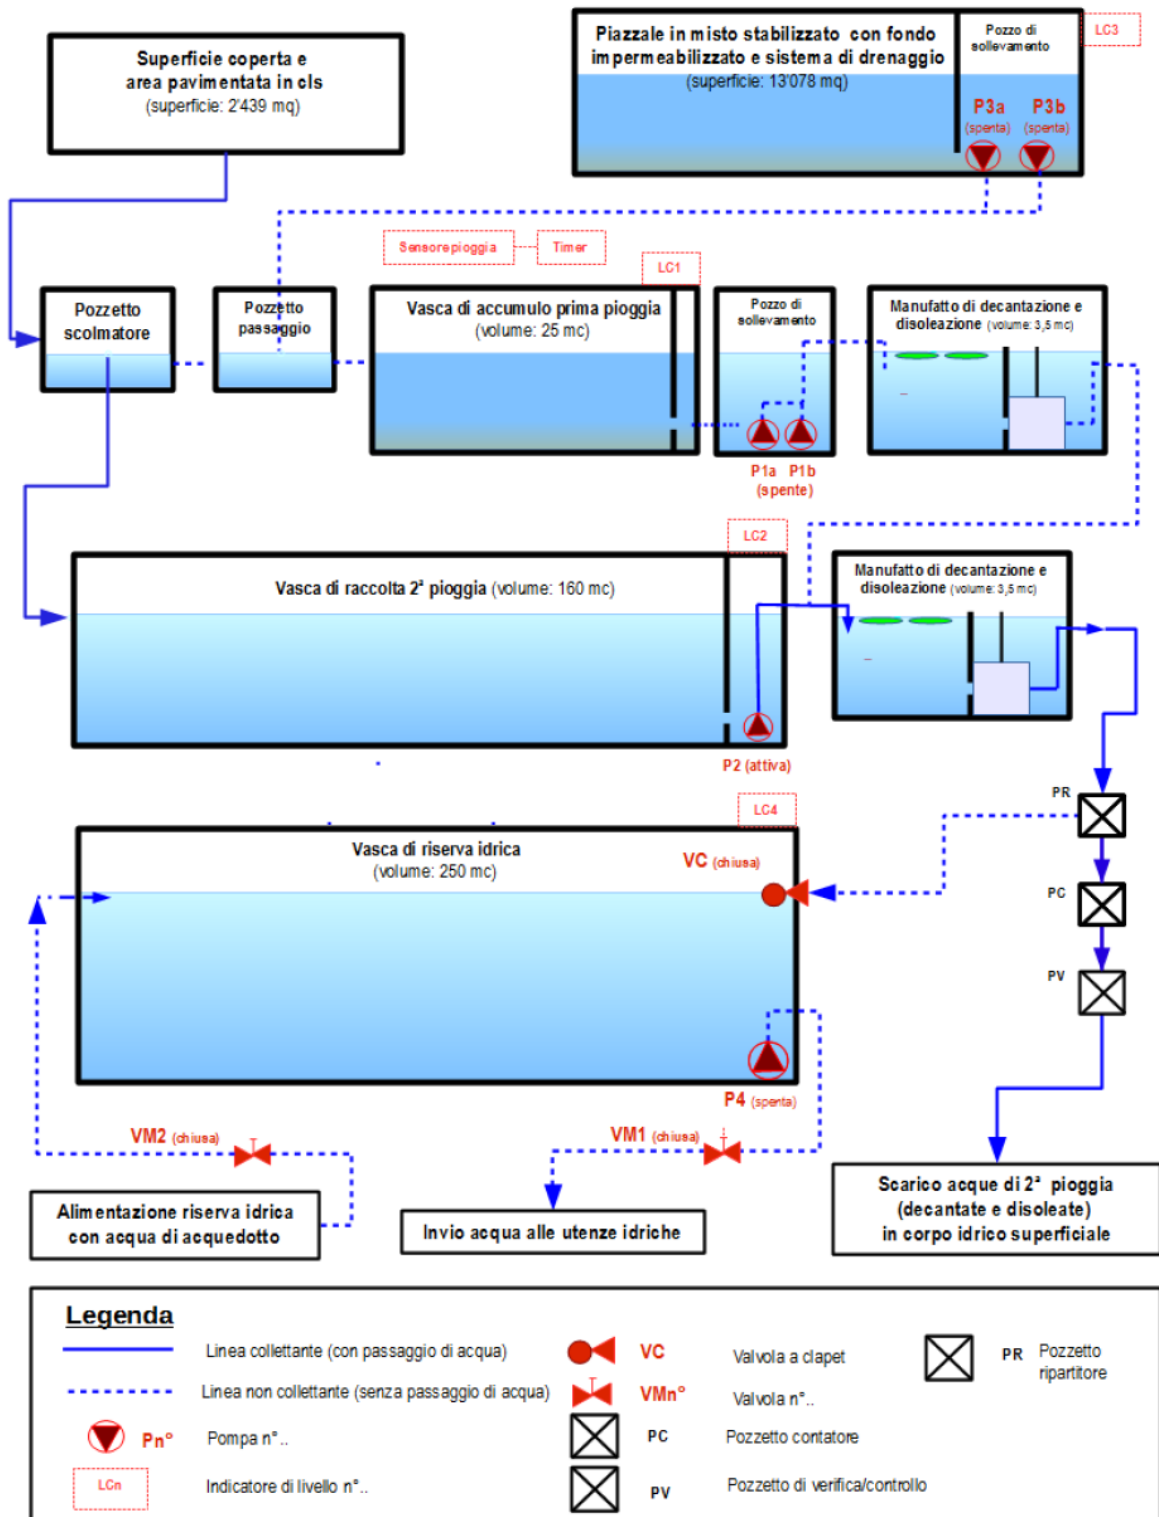 Superficie coperta e
area pavimentata in cls
(superficie: 2'439 mq)
Piazzale in misto stabilizzato con fondo
impermeabilizzato e sistema di drenaggio
(superficie: 13'078 mq)
Pozzo di
sollevamento
LC3
P3a
(spenta)
P3b
(spenta)
Sensore pioggia
Timer
LC1
Pozzetto
scolmatore
Pozzetto
passaggio
Vasca di accumulo prima pioggia
(volume: 25 mc)
Pozzo di
sollevamento
Manufatto di decantazione e
disoleazione (volume: 3,5 mc)
P1a P1b
(spente)
LC2
Vasca di raccolta 2ª pioggia (volume: 160 mc)
Manufatto di decantazione e
disoleazione (volume: 3,5 mc)
P2 (attiva)
LC4
PR
Vasca di riserva idrica
(volume: 250 mc)
VC (chiusa)
PC
PV
P4 (spenta)
VM2 (chiusa)
VM1 (chiusa)
Alimentazione riserva idrica
con acqua di acquedotto
Invio acqua alle utenze idriche
Scarico acque di 2ª pioggia
(decantate e disoleate)
in corpo idrico superficiale
Legenda
Linea collettante (con passaggio di acqua)
VC
Valvola a clapet
PR
Pozzetto
ripartitore
Linea non collettante (senza passaggio di acqua)
VMn°
Valvola n°..
Pn°
Pompa n°..
PC
Pozzetto contatore
LCn
Indicatore di livello n°..
PV
Pozzetto di verifica/controllo